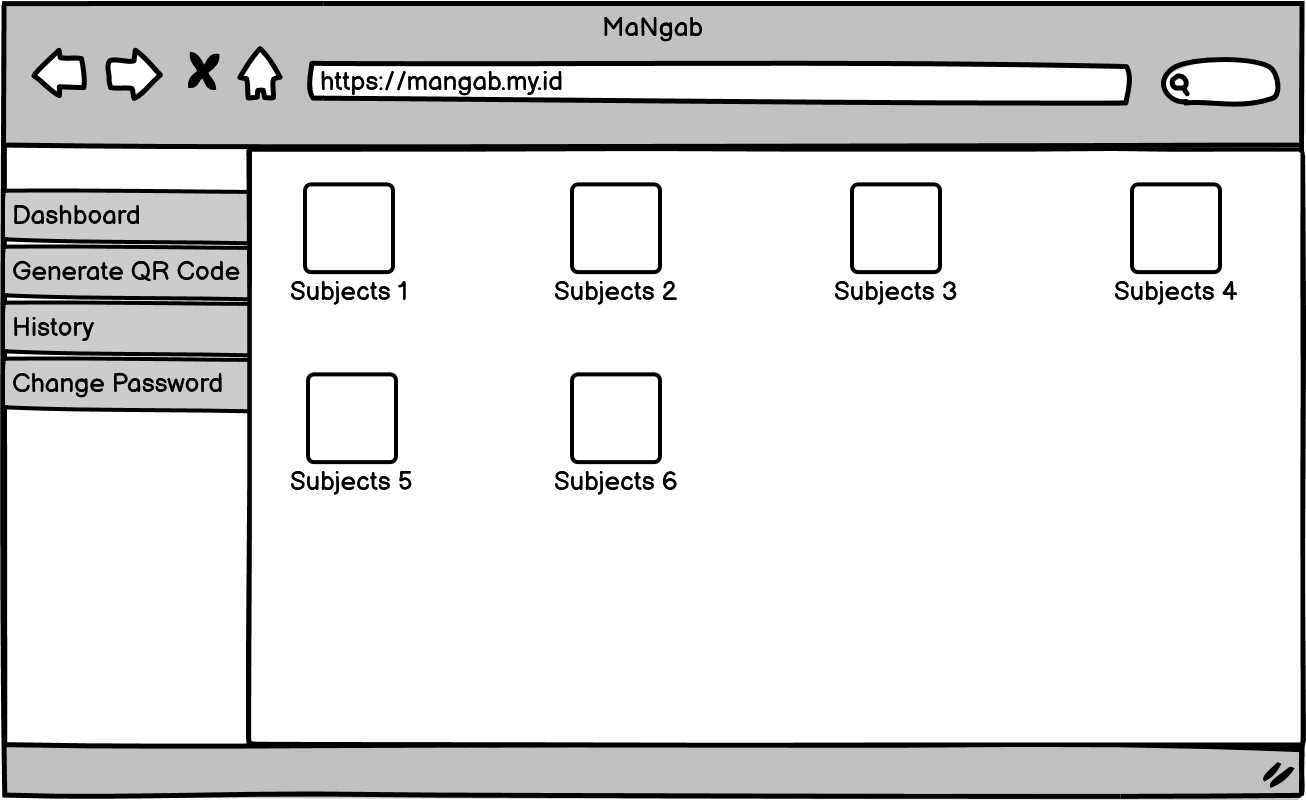 MaNgab
https://mangab.my.id
Dashboard
Generate QR Code
History
Change Password
Subjects 1
Subjects 2
Subjects 3
Subjects 4
Subjects 5
Subjects 6